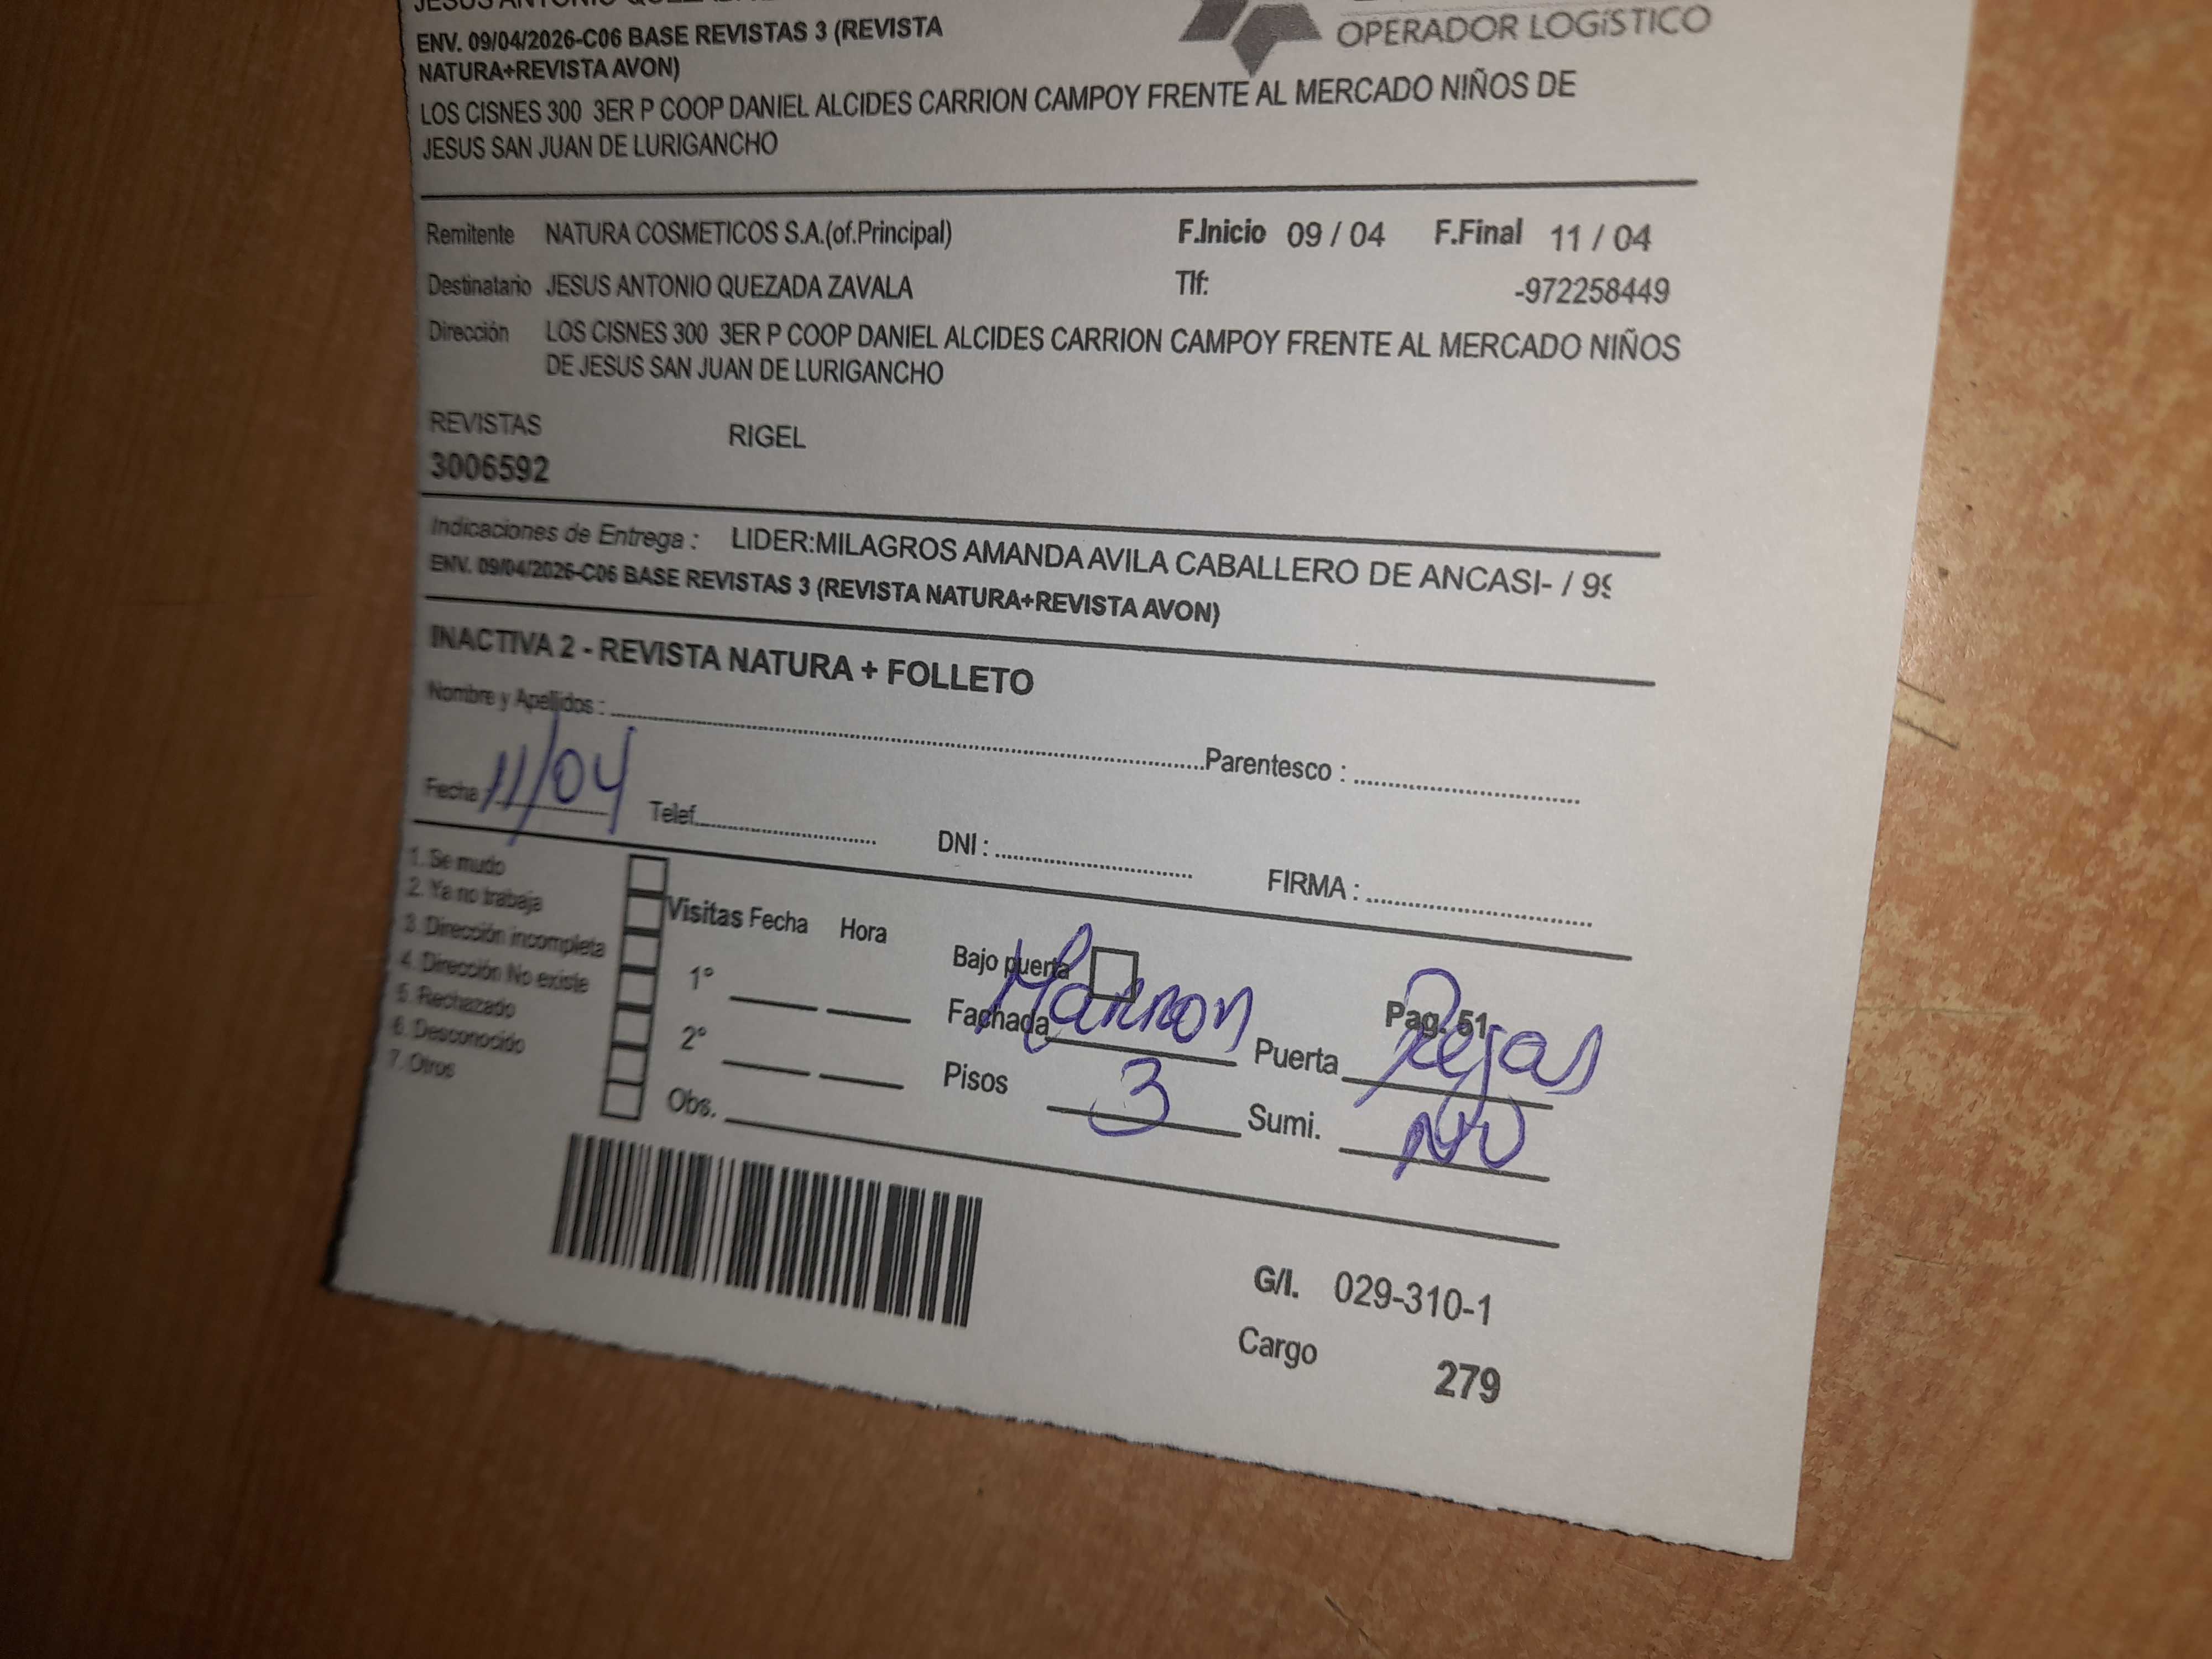 ENV. 09/04/2026-C06 BASE REVISTAS 3 (REVISTA
NATURA+REVISTA AVON)
OPERADOR LOGíSTICO
LOS CISNES 300 3ER P COOP DANIEL ALCIDES CARRION CAMPOY FRENTE AL MERCADO NIÑOS DE
JESUS SAN JUAN DE LURIGANCHO
Remitente NATURA COSMETICOS S.A.(of.Principal) F.Inicio 09 / 04 F.Final 11 / 04
Destinatario JESUS ANTONIO QUEZADA ZAVALA Tlf: -972258449
Dirección LOS CISNES 300 3ER P COOP DANIEL ALCIDES CARRION CAMPOY FRENTE AL MERCADO NIÑOS
DE JESUS SAN JUAN DE LURIGANCHO
REVISTAS RIGEL
3006592
Indicaciones de Entrega : LIDER:MILAGROS AMANDA AVILA CABALLERO DE ANCASI- / 99
ENV. 09/04/2026-C06 BASE REVISTAS 3 (REVISTA NATURA+REVISTA AVON)
INACTIVA 2 - REVISTA NATURA + FOLLETO
Nombre y Apellidos : Parentesco :
Fecha 11/04 Telef. DNI : FIRMA :
1. Se mudo
2. Ya no trabaja
3. Dirección incompleta
4. Dirección No existe
5. Rechazado
6. Desconocido
7. Otros
Visitas Fecha Hora
1°
2°
Obs.
Bajo puerta Pag. 51
Fachada Marron Puerta Rejas
Pisos 3 Sumi. NO
G/I. 029-310-1
Cargo 279